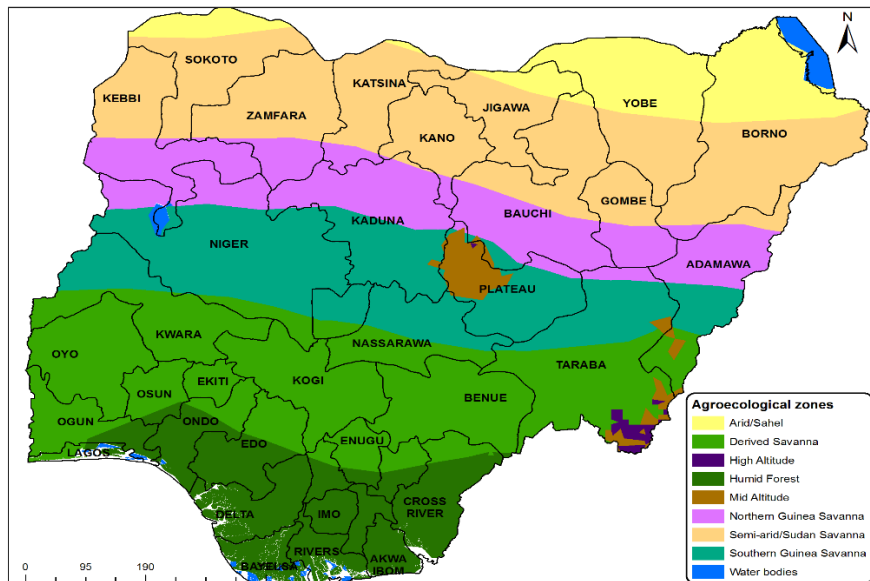 N
SOKOTO
KATSINA
KEBBI
JIGAWA
YOBE
ZAMFARA
KANO
BORNO
GOMBE
BAUCHI
KADUNA
NIGER
ADAMAWA
PLATEAU
KWARA
NASSARAWA
OYO
TARABA
EKITI
KOGI
OSUN
BENUE
OGUN
ONDO
EDO
ENUGU
LAGOS
CROSS
RIVER
DELTA
IMO
RIVERS
AKWA
IBOM
BAYELSA
0 95 190
Agroecological zones
Arid/Sahel
Derived Savanna
High Altitude
Humid Forest
Mid Altitude
Northern Guinea Savanna
Semi-arid/Sudan Savanna
Southern Guinea Savanna
Water bodies